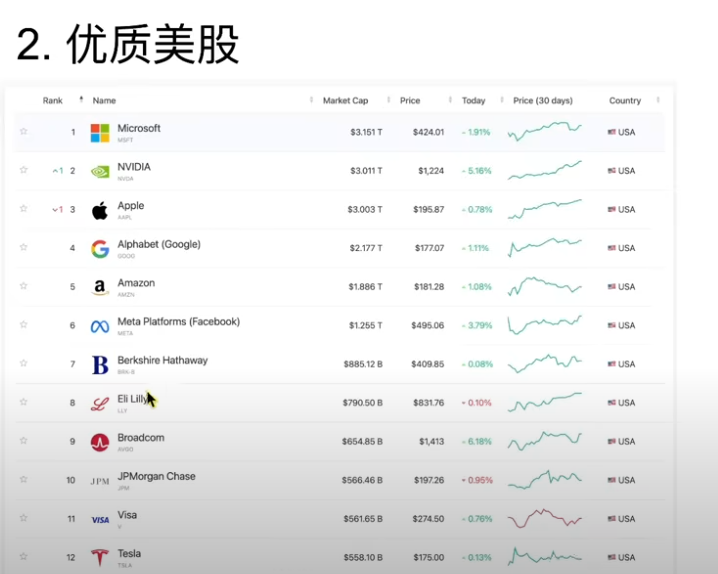 2. 优质美股
Rank Name Market Cap Price Today Price (30 days) Country
1 Microsoft $3.151 T $424.01 1.91% USA
MSFT
1 2 NVIDIA $3.011 T $1,224 5.16% USA
NVDA
1 3 Apple $3.003 T $195.87 0.78% USA
AAPL
4 Alphabet (Google) $2.177 T $177.07 1.11% USA
GOOG
5 Amazon $1.886 T $181.28 1.08% USA
AMZN
6 Meta Platforms (Facebook) $1.255 T $495.06 3.79% USA
META
7 Berkshire Hathaway $885.12 B $409.85 0.08% USA
BRK-B
8 Eli Lilly $790.50 B $831.76 0.10% USA
LLY
9 Broadcom $654.85 B $1,413 6.18% USA
AVGO
10 JPM JPMorgan Chase $566.46 B $197.26 0.95% USA
JPM
11 VISA Visa $561.65 B $274.50 0.76% USA
V
12 Tesla $558.10 B $175.00 0.13% USA
TSLA